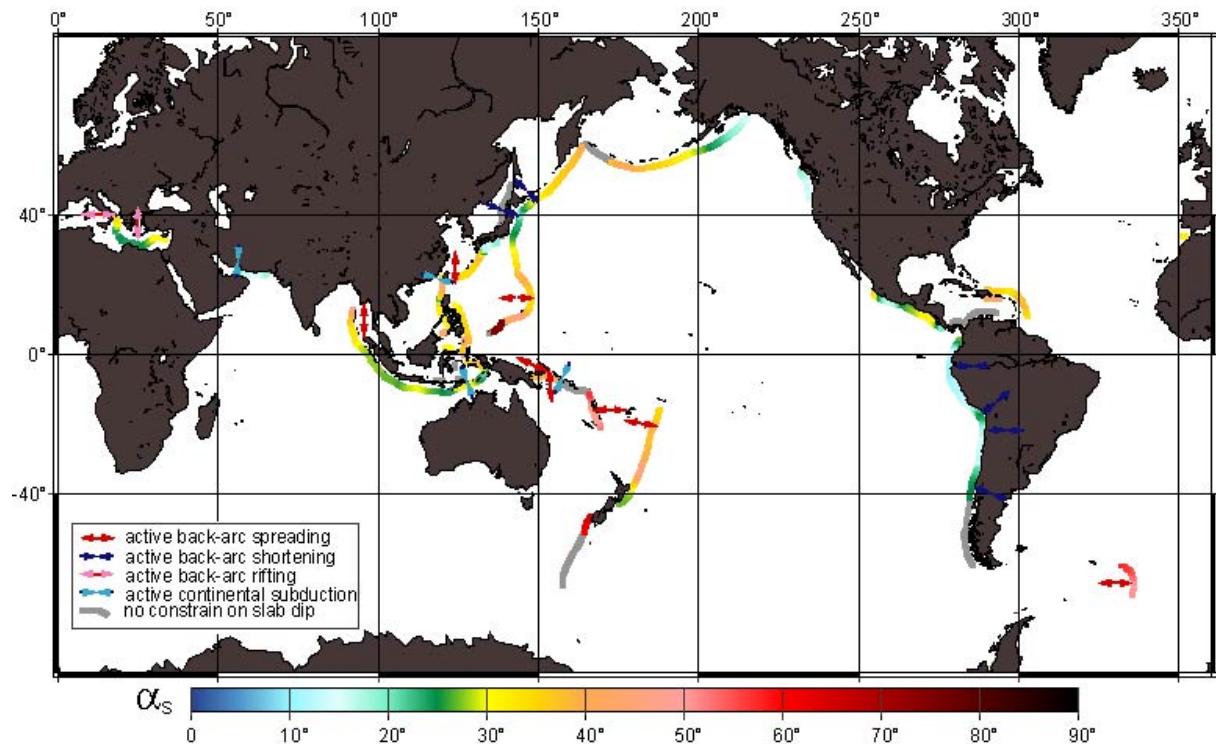 0° 50° 100° 150° 200° 250° 300° 350°
40°
0°
-40°
active back-arc spreading
active back-arc shortening
active back-arc rifting
active continental subduction
no constrain on slab dip
αs
0 10° 20° 30° 40° 50° 60° 70° 80° 90°